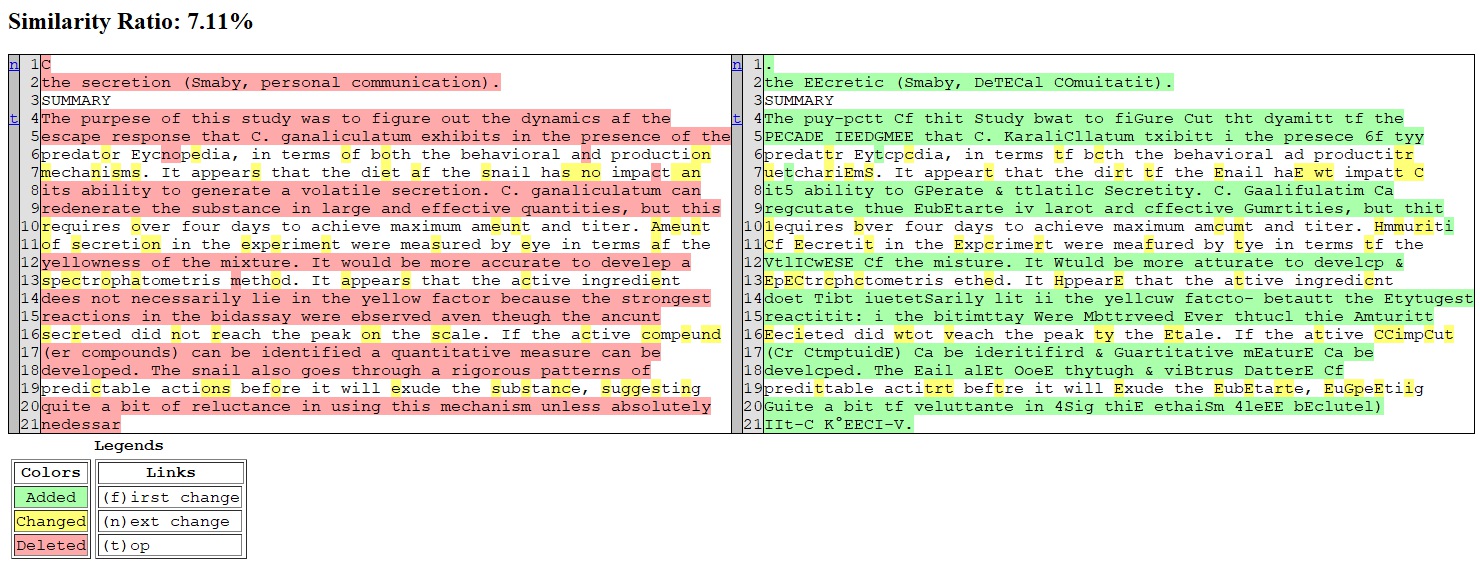 Similarity Ratio: 7.11%
n 1 C
2 the secretion (Smaby, personal communication).
3 SUMMARY
t 4 The purpese of this study was to figure out the dynamics af the
5 escape response that C. ganaliculatum exhibits in the presence of the
6 predator Eycnopedia, in terms of both the behavioral and production
7 mechanisms. It appears that the diet af the snail has no impact an
8 its ability to generate a volatile secretion. C. ganaliculatum can
9 redenerate the substance in large and effective quantities, but this
10 requires over four days to achieve maximum ameunt and titer. Ameunt
11 of secretion in the experiment were measured by eye in terms af the
12 yellowness of the mixture. It would be more accurate to develep a
13 spectrophatometris method. It appears that the active ingredient
14 dees not necessarily lie in the yellow factor because the strongest
15 reactions in the bidassay were ebserved aven theugh the ancunt
16 secreted did not reach the peak on the scale. If the active compeund
17 (er compounds) can be identified a quantitative measure can be
18 developed. The snail also goes through a rigorous patterns of
19 predictable actions before it will exude the substance, suggesting
20 quite a bit of reluctance in using this mechanism unless absolutely
21 nedessar
n 1 .
2 the EEcretic (Smaby, DeTECal COmuitatit).
3 SUMMARY
t 4 The puy-pctt Cf thit Study bwat to fiGure Cut tht dyamitt tf the
5 PECADE IEEDGMEE that C. KaraliCllatum txibitt i the presece 6f tyy
6 predattr Eytcpcdia, in terms tf bcth the behavioral ad productitr
7 uetchariEmS. It appeart that the dirt tf the Enail haE wt impatt C
8 it5 ability to GPerate & ttlatilc Secretity. C. Gaalifulatim Ca
9 regcutate thue EubEtarte iv larot ard cffective Gumrtities, but thit
10 1equires bver four days to achieve maximum amcumt and titer. Hmmuriti
11 Cf Eecretit in the Expcrimert were meafured by tye in terms tf the
12 VtlICwESE Cf the misture. It Wtuld be more atturate to develcp &
13 EpECtrcphctometris ethed. It HppearE that the attive ingredicnt
14 doet Tibt iuetetSarily lit ii the yellcuw fatcto- betautt the Etytugest
15 reactitit: i the bitimttay Were Mbttrveed Ever thtucl thie Amturitt
16 Eecieted did wtot veach the peak ty the Etale. If the attive CCimpCut
17 (Cr CtmptuidE) Ca be ideritifird & Guartitative mEaturE Ca be
18 develcped. The Eail alEt OoeE thytugh & viBtrus DatterE Cf
19 predittable actitrt beftre it will Exude the EubEtarte, EuGpeEtiig
20 Guite a bit tf veluttante in 4Sig thiE ethaiSm 4leEE bEclutel)
21 IIt-C K°EECI-V.
Legends
Colors Links
Added (f)irst change
Changed (n)ext change
Deleted (t)op